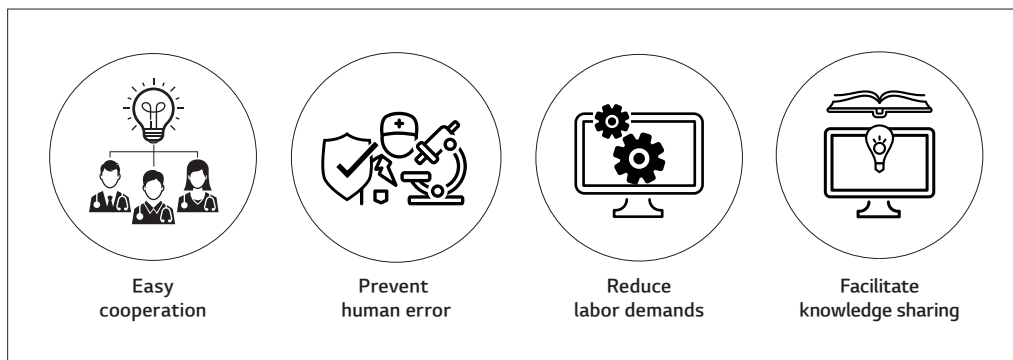 Easy
cooperation
Prevent
human error
Reduce
labor demands
Facilitate
knowledge sharing